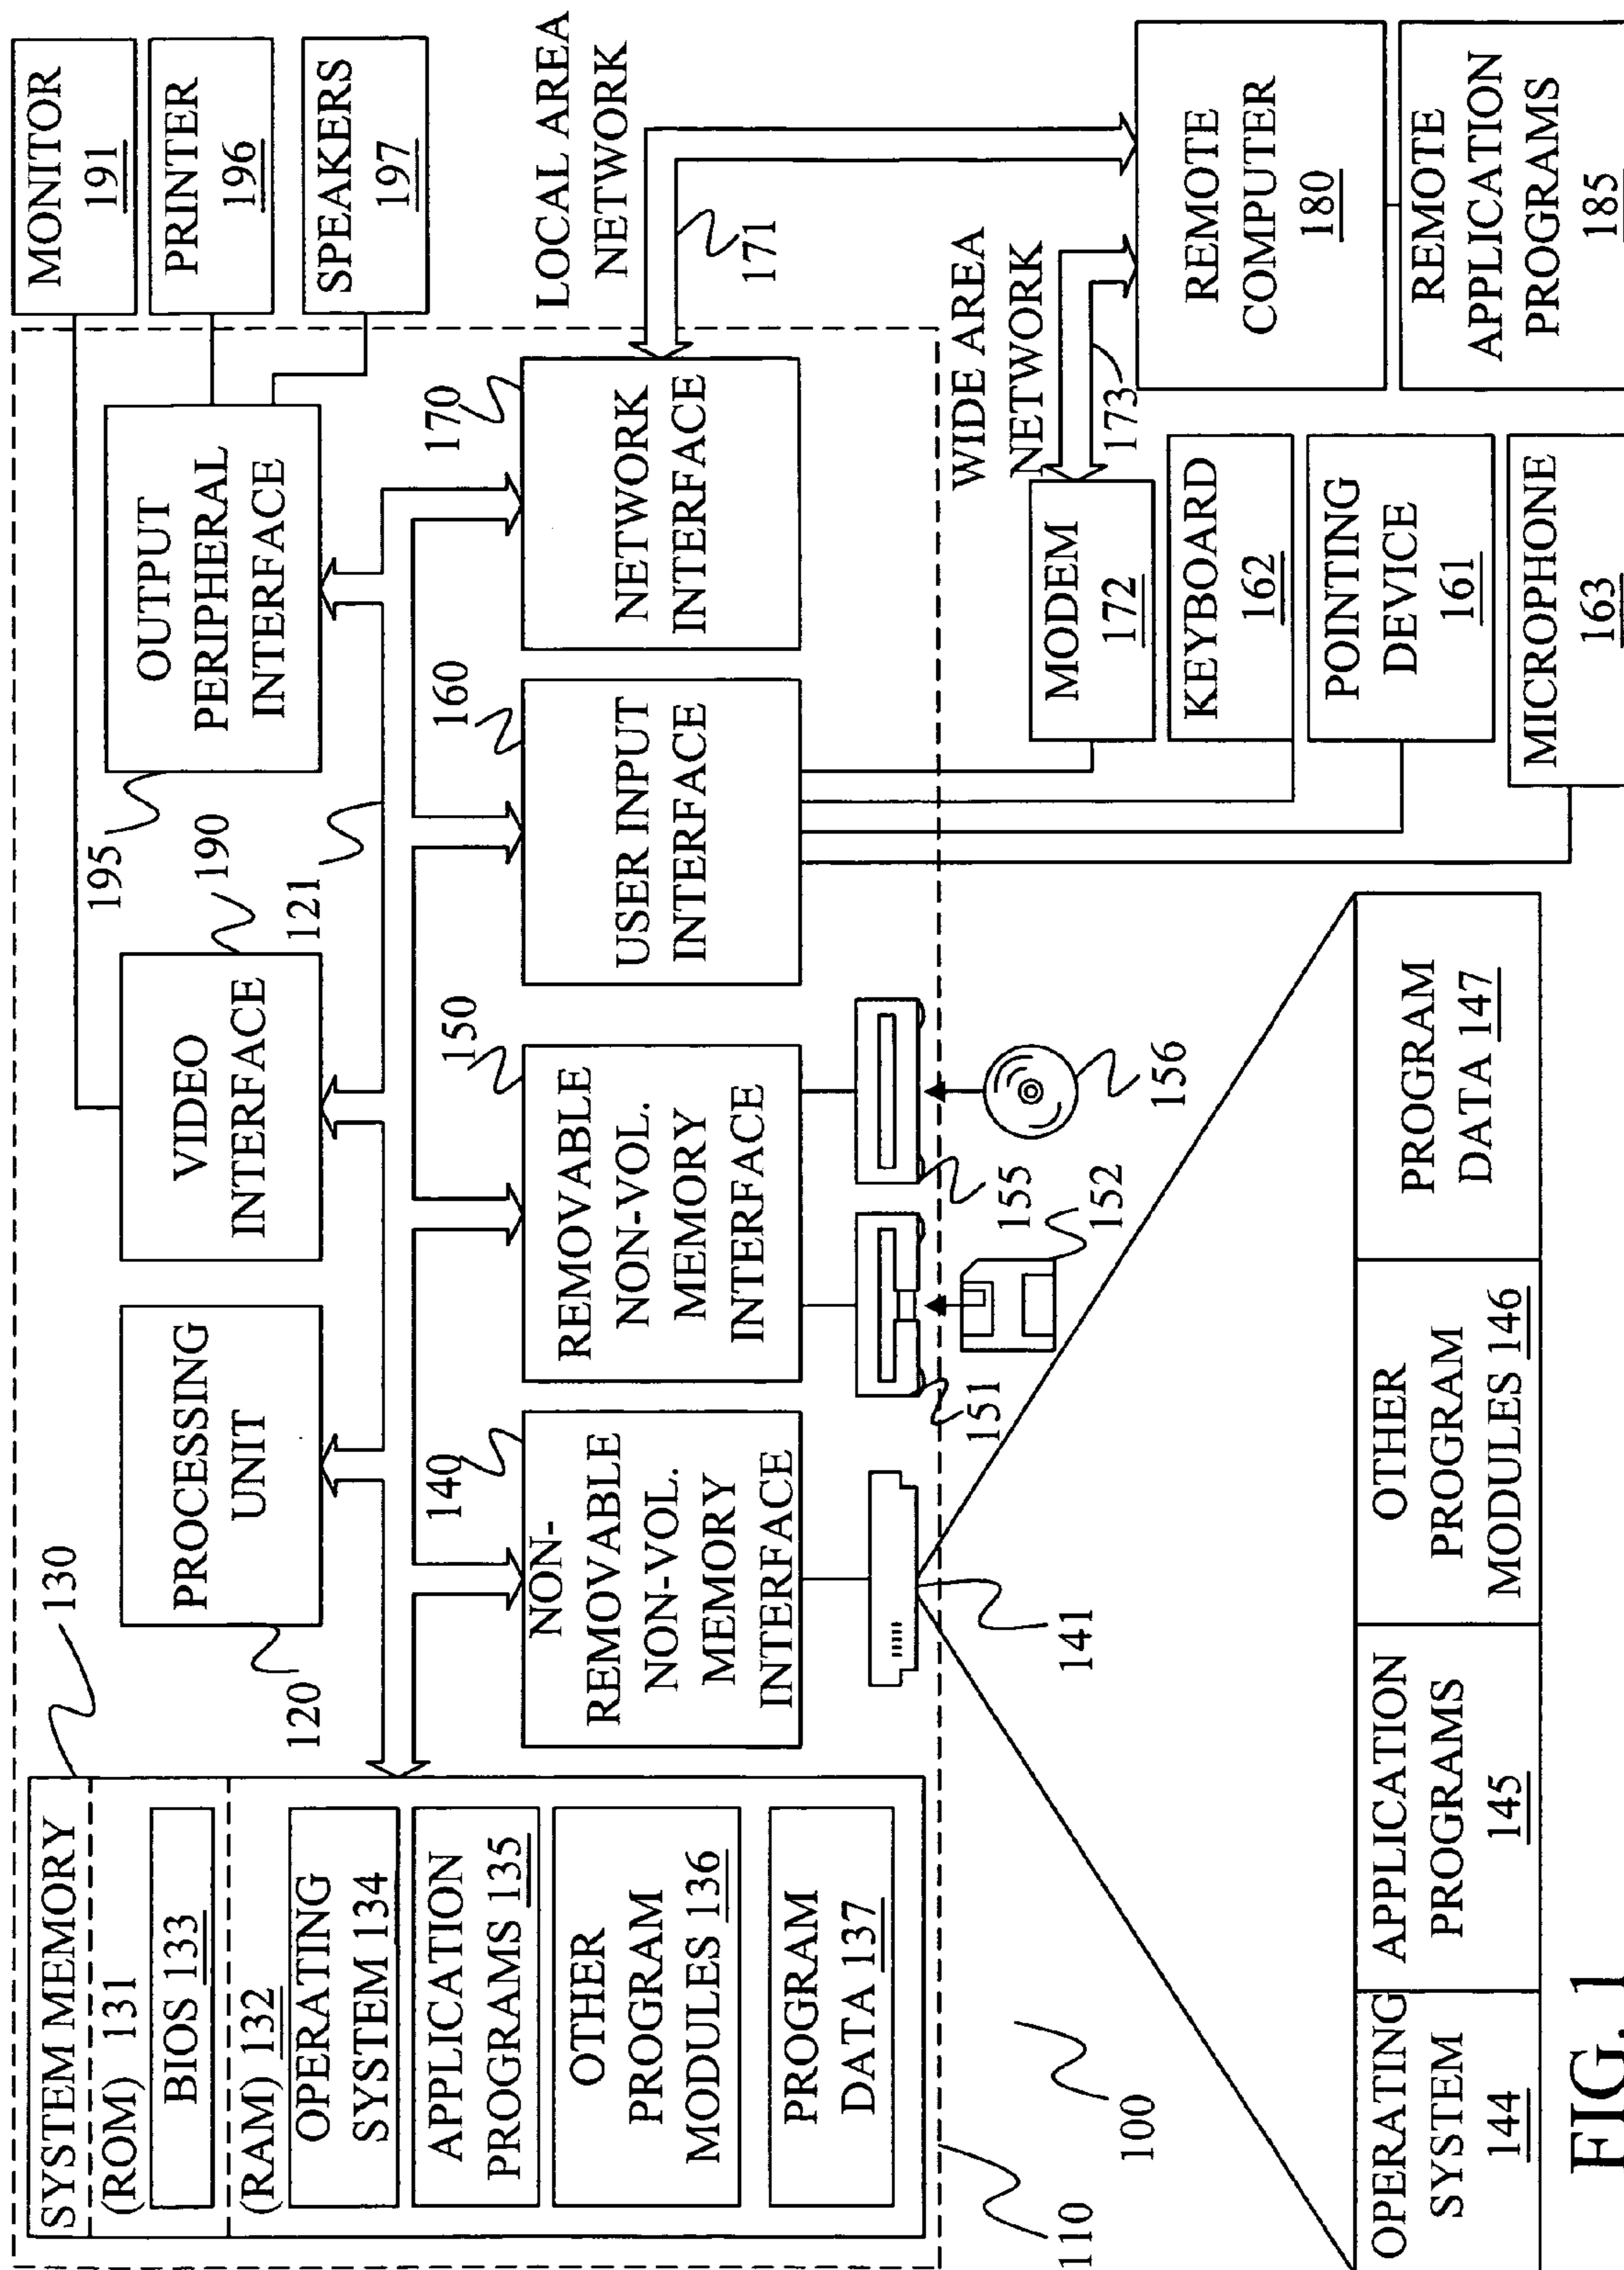 SYSTEM MEMORY
(ROM) 131
BIOS 133
(RAM) 132
OPERATING
SYSTEM 134
APPLICATION
PROGRAMS 135
OTHER
PROGRAM
MODULES 136
PROGRAM
DATA 137
130
120
PROCESSING
UNIT
VIDEO
INTERFACE
190
121
195
OUTPUT
PERIPHERAL
INTERFACE
MONITOR
191
PRINTER
196
SPEAKERS
197
140
NON-
REMOVABLE
NON-VOL.
MEMORY
INTERFACE
150
REMOVABLE
NON-VOL.
MEMORY
INTERFACE
160
USER INPUT
INTERFACE
170
NETWORK
INTERFACE
LOCAL AREA
NETWORK
171
WIDE AREA
NETWORK
173
141
151
152
155
156
MODEM
172
KEYBOARD
162
POINTING
DEVICE
161
MICROPHONE
163
REMOTE
COMPUTER
180
REMOTE
APPLICATION
PROGRAMS
185
110
100
OPERATING
SYSTEM
144
APPLICATION
PROGRAMS
145
OTHER
PROGRAM
MODULES 146
PROGRAM
DATA 147
FIG. 1